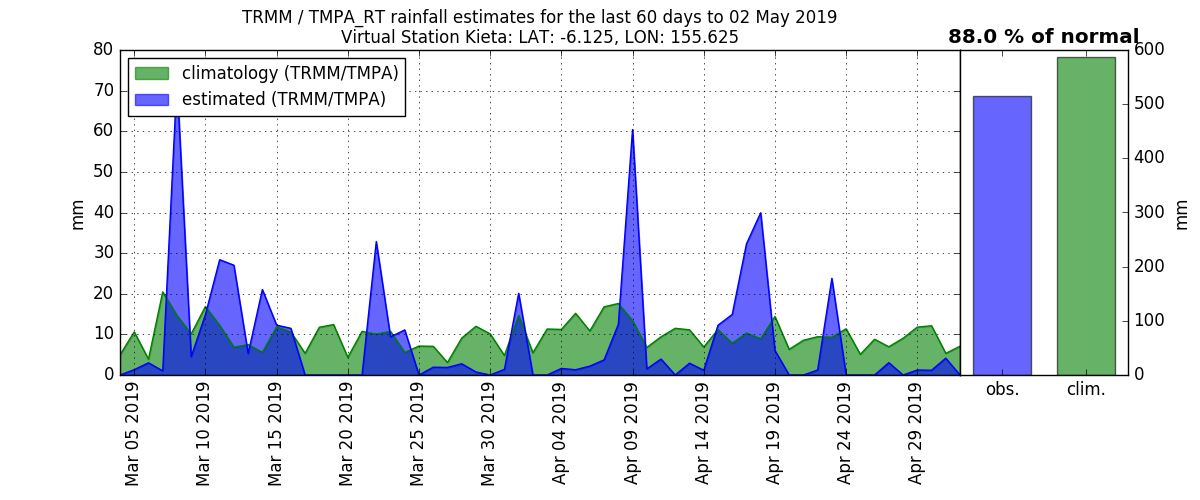 TRMM / TMPA_RT rainfall estimates for the last 60 days to 02 May 2019
Virtual Station Kieta: LAT: -6.125, LON: 155.625
88.0 % of normal
climatology (TRMM/TMPA)
estimated (TRMM/TMPA)
80
70
60
50
40
30
20
10
0
mm
Mar 05 2019
Mar 10 2019
Mar 15 2019
Mar 20 2019
Mar 25 2019
Mar 30 2019
Apr 04 2019
Apr 09 2019
Apr 14 2019
Apr 19 2019
Apr 24 2019
Apr 29 2019
obs.
clim.
600
500
400
300
200
100
0
mm